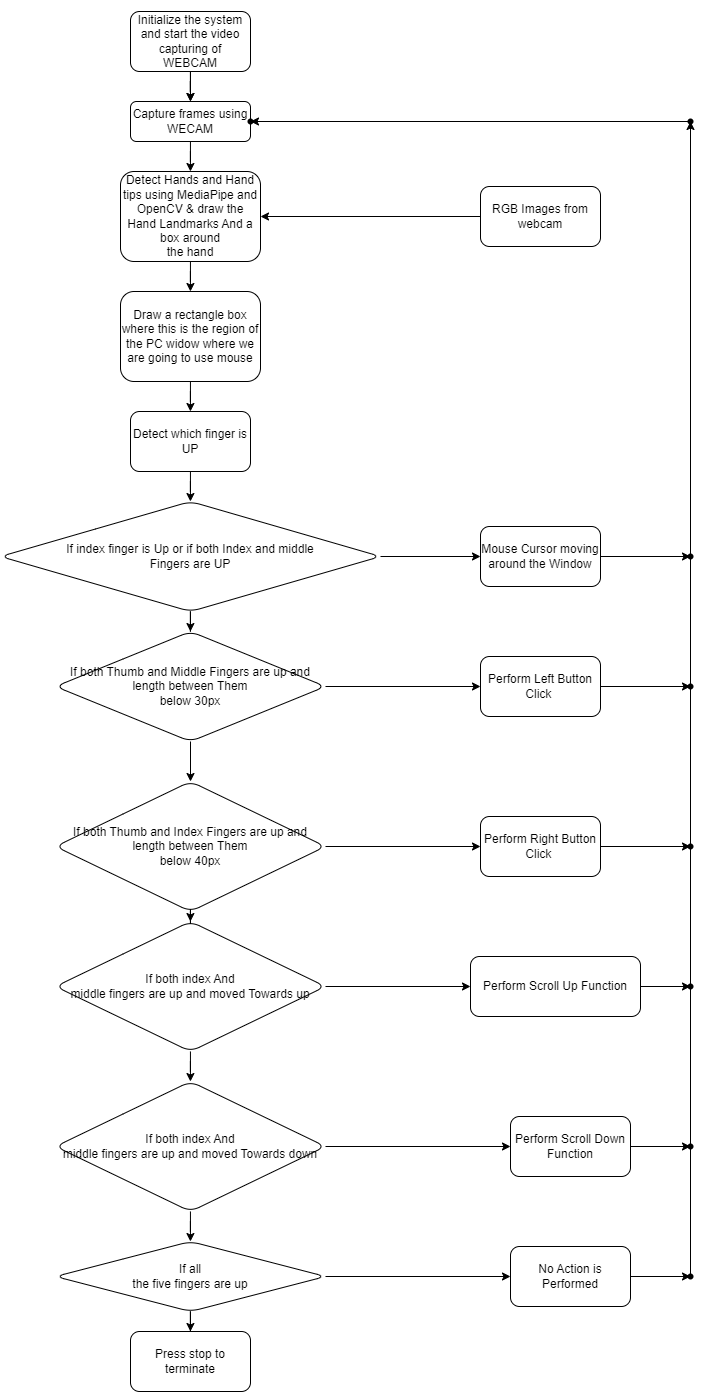 Initialize the system
and start the video
capturing of
WEBCAM
Capture frames using
WECAM
Detect Hands and Hand
tips using MediaPipe and
OpenCV & draw the
Hand Landmarks And a
box around
the hand
RGB Images from
webcam
Draw a rectangle box
where this is the region of
the PC widow where we
are going to use mouse
Detect which finger is
UP
If index finger is Up or if both Index and middle
Fingers are UP
Mouse Cursor moving
around the Window
If both Thumb and Middle Fingers are up and
length between Them
below 30px
Perform Left Button
Click
If both Thumb and Index Fingers are up and
length between Them
below 40px
Perform Right Button
Click
If both index And
middle fingers are up and moved Towards up
Perform Scroll Up Function
If both index And
middle fingers are up and moved Towards down
Perform Scroll Down
Function
If all
the five fingers are up
No Action is
Performed
Press stop to
terminate